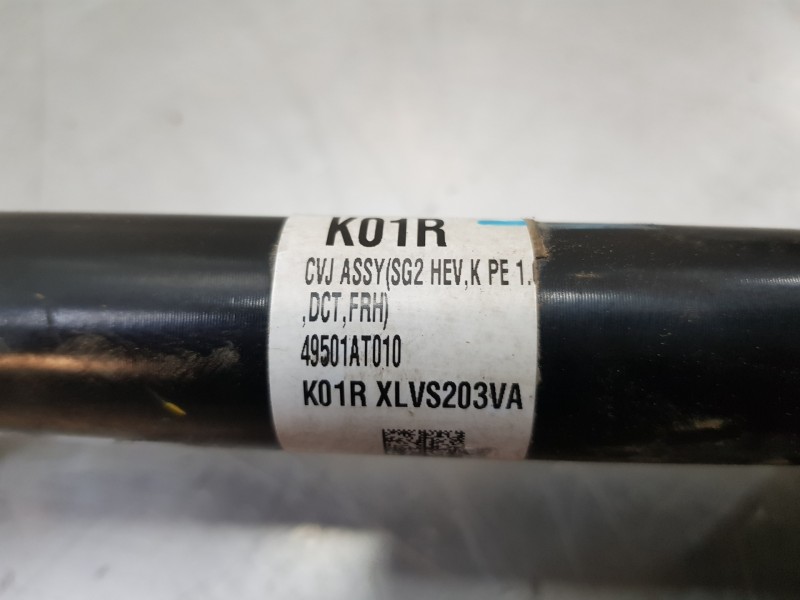 K01R
CVJ ASSY(SG2 HEV,K PE 1.
,DCT,FRH)
49501AT010
K01R XLVS203VA